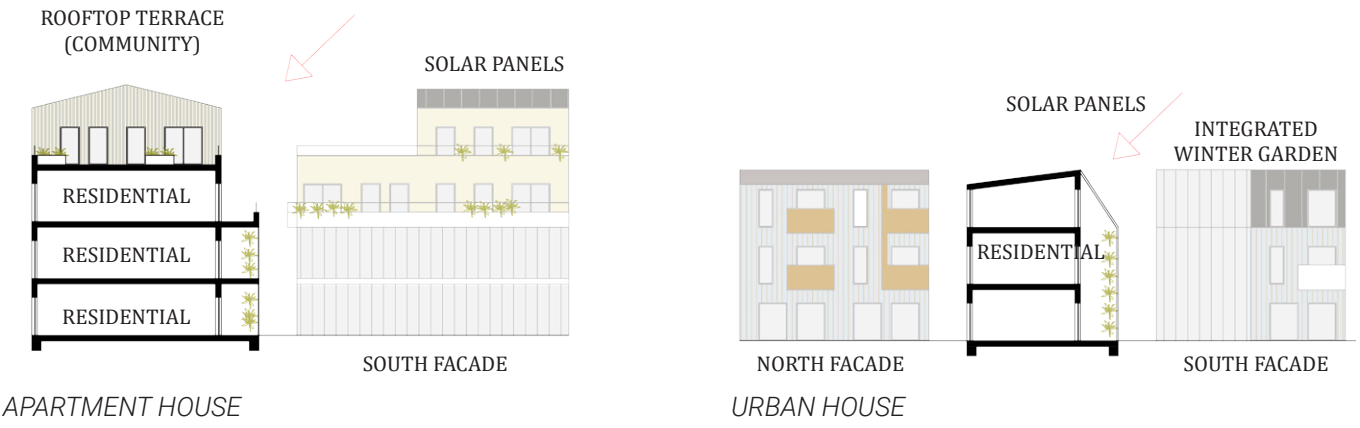 ROOFTOP TERRACE
(COMMUNITY)
SOLAR PANELS
RESIDENTIAL
RESIDENTIAL
RESIDENTIAL
SOUTH FACADE
APARTMENT HOUSE
SOLAR PANELS
INTEGRATED
WINTER GARDEN
RESIDENTIAL
NORTH FACADE
SOUTH FACADE
URBAN HOUSE